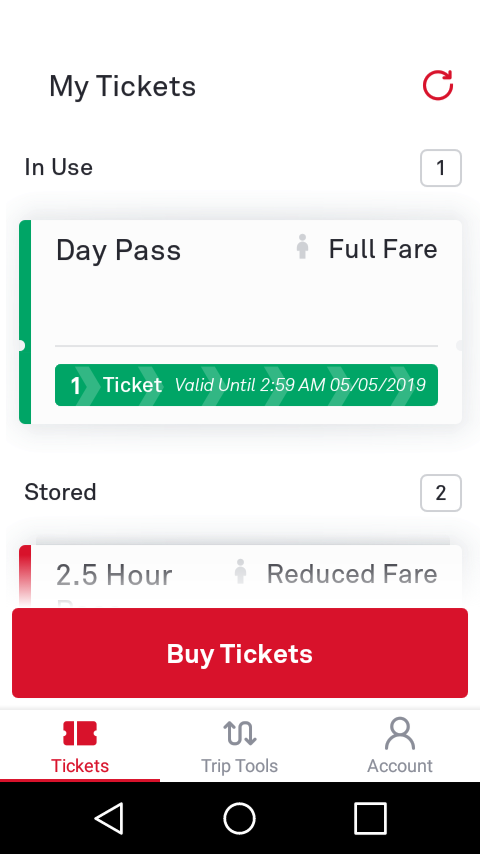 My Tickets
In Use 1
Day Pass Full Fare
1 Ticket Valid Until 2:59 AM 05/05/2019
Stored 2
2.5 Hour Reduced Fare
Buy Tickets
Tickets Trip Tools Account